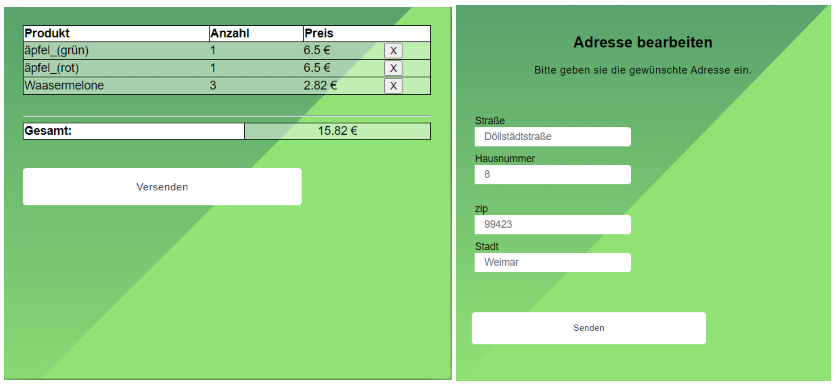 Produkt Anzahl Preis
äpfel_(grün) 1 6.5 € X
äpfel_(rot) 1 6.5 € X
Waasermelone 3 2.82 € X
Gesamt: 15.82 €
Versenden
Adresse bearbeiten
Bitte geben sie die gewünschte Adresse ein.
Straße
Döllstädtstraße
Hausnummer
8
zip
99423
Stadt
Weimar
Senden